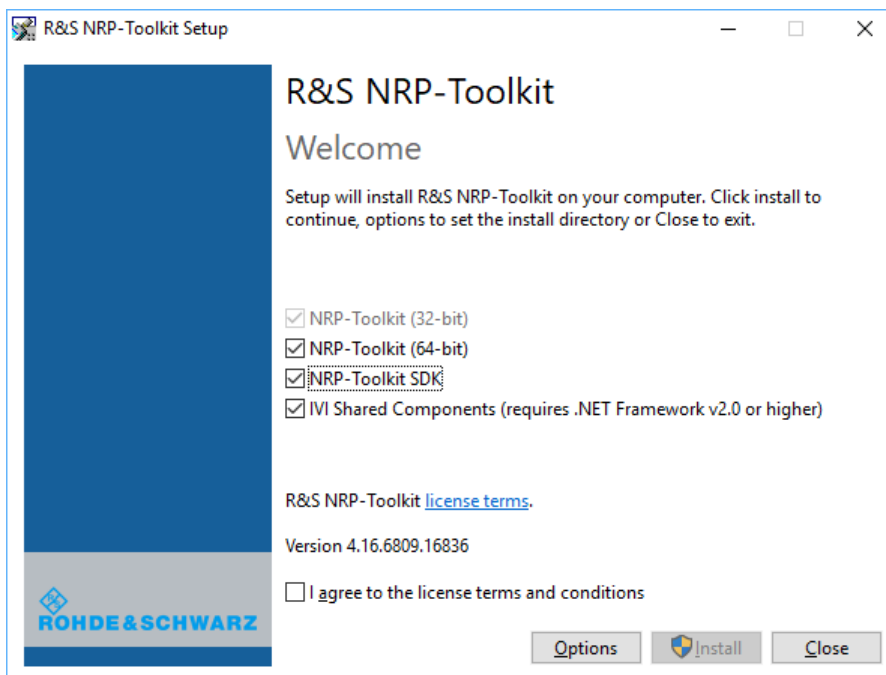 R&S NRP-Toolkit Setup
R&S NRP-Toolkit
Welcome
Setup will install R&S NRP-Toolkit on your computer. Click install to
continue, options to set the install directory or Close to exit.
NRP-Toolkit (32-bit)
NRP-Toolkit (64-bit)
NRP-Toolkit SDK
IVI Shared Components (requires .NET Framework v2.0 or higher)
R&S NRP-Toolkit license terms.
Version 4.16.6809.16836
I agree to the license terms and conditions
ROHDE&SCHWARZ
Options
Install
Close